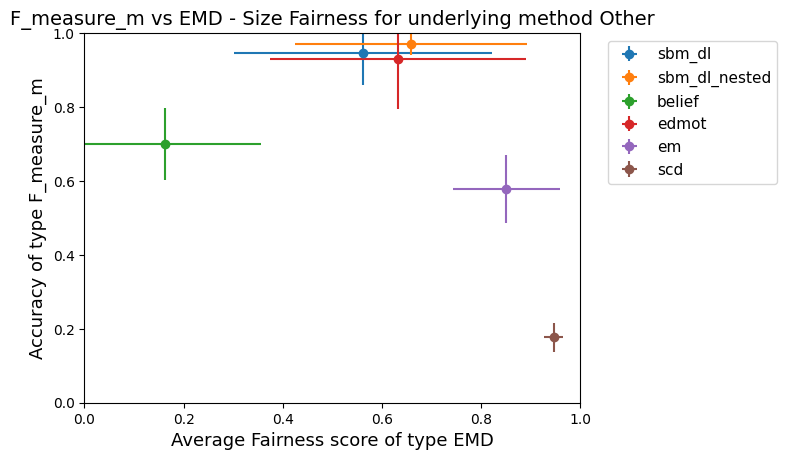 F_measure_m vs EMD - Size Fairness for underlying method Other
1.0
0.8
0.6
0.4
0.2
0.0
Accuracy of type F_measure_m
0.0 0.2 0.4 0.6 0.8 1.0
Average Fairness score of type EMD
sbm_dl
sbm_dl_nested
belief
edmot
em
scd